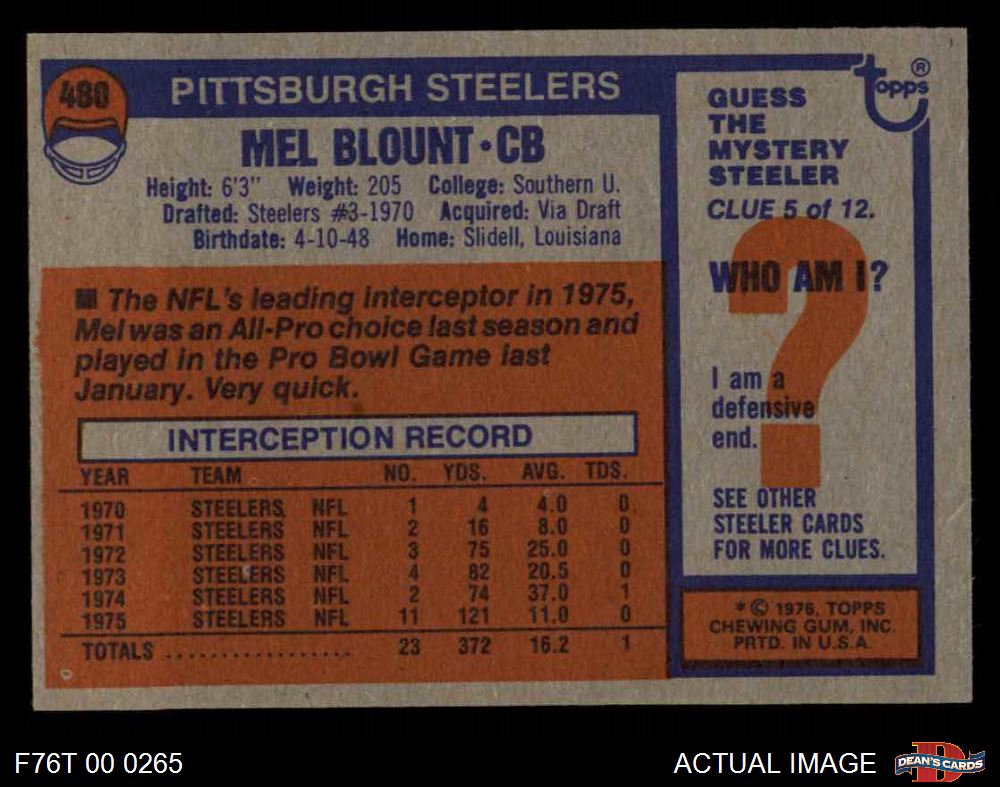 480
PITTSBURGH STEELERS
MEL BLOUNT • CB
Height: 6'3" Weight: 205 College: Southern U.
Drafted: Steelers #3-1970 Acquired: Via Draft
Birthdate: 4-10-48 Home: Slidell, Louisiana
■ The NFL's leading interceptor in 1975,
Mel was an All-Pro choice last season and
played in the Pro Bowl Game last
January. Very quick.
INTERCEPTION RECORD
YEAR TEAM NO. YDS. AVG. TDS.
1970 STEELERS NFL 1 4 4.0 0
1971 STEELERS NFL 2 16 8.0 0
1972 STEELERS NFL 3 75 25.0 0
1973 STEELERS NFL 4 82 20.5 0
1974 STEELERS NFL 2 74 37.0 1
1975 STEELERS NFL 11 121 11.0 0
TOTALS .................. 23 372 16.2 1
topps®
GUESS
THE
MYSTERY
STEELER
CLUE 5 of 12.
?
WHO AM I?
I am a
defensive
end.
SEE OTHER
STEELER CARDS
FOR MORE CLUES.
* © 1976, TOPPS
CHEWING GUM, INC.
PRTD. IN U.S.A.
F76T 00 0265
ACTUAL IMAGE
D
DEAN'S CARDS